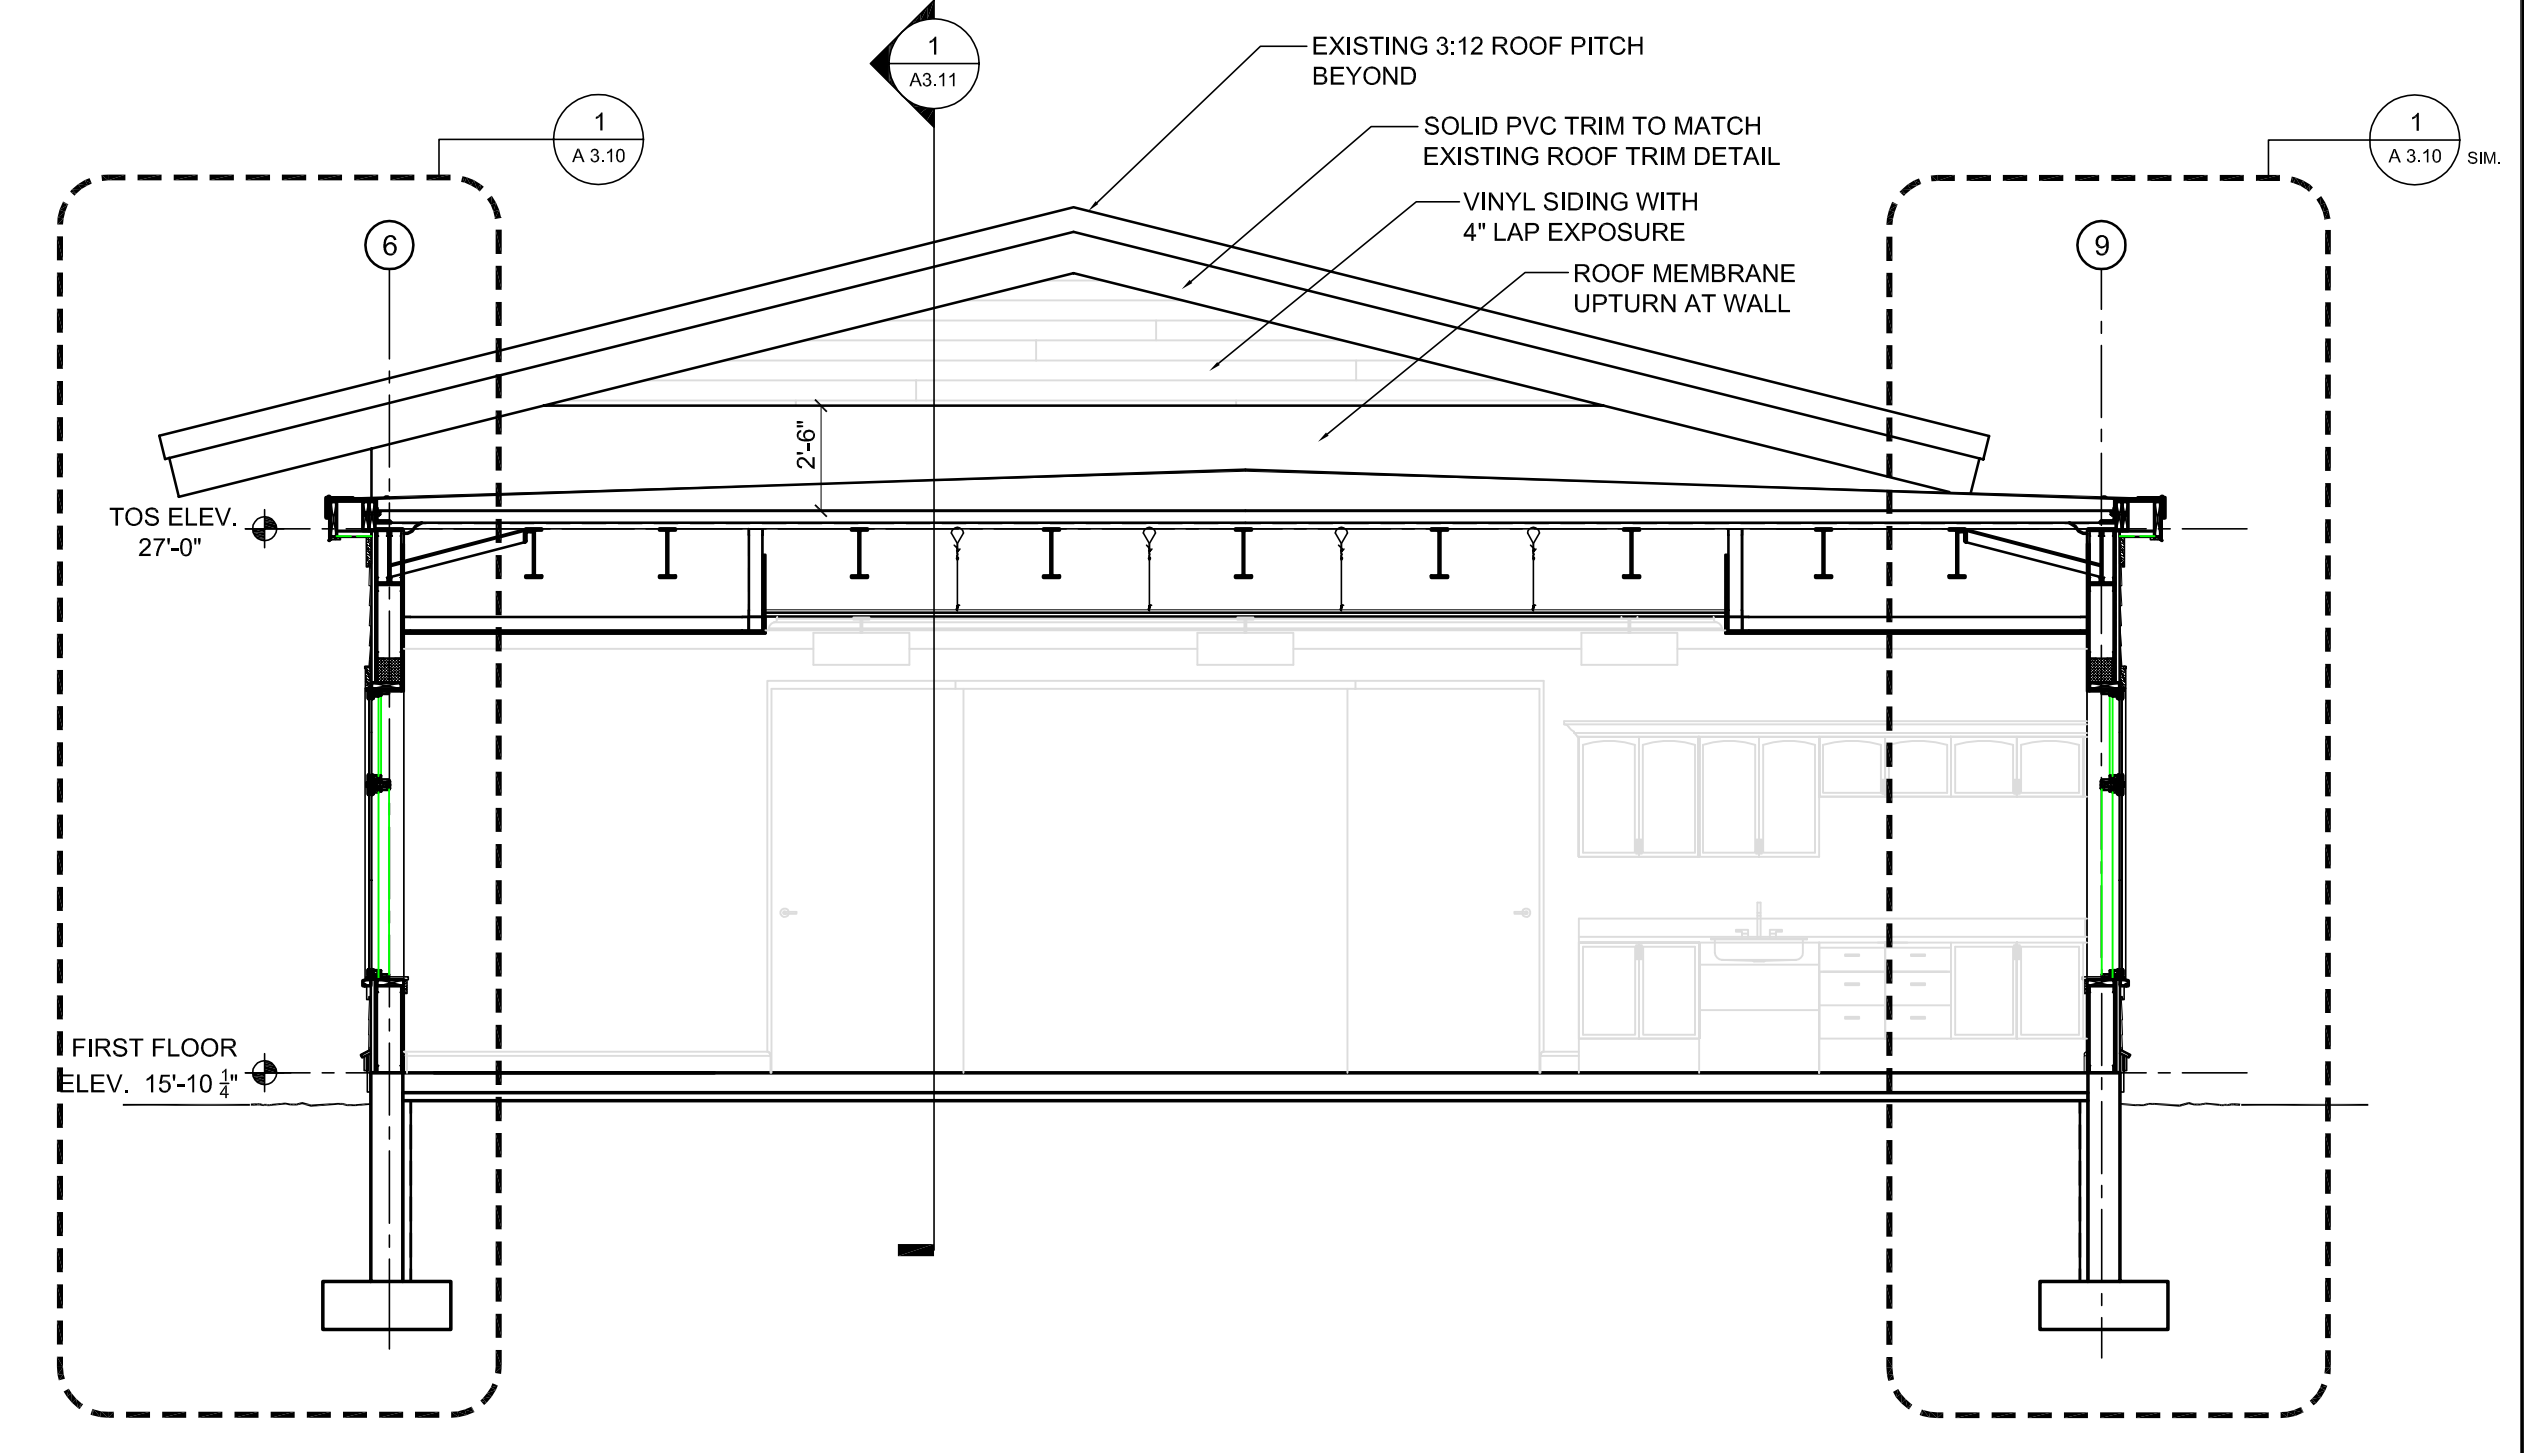 1
A3.11
EXISTING 3:12 ROOF PITCH
BEYOND
1
A 3.10
SOLID PVC TRIM TO MATCH
EXISTING ROOF TRIM DETAIL
1
A 3.10
SIM.
VINYL SIDING WITH
4" LAP EXPOSURE
6
9
ROOF MEMBRANE
UPTURN AT WALL
2'-6"
TOS ELEV.
27'-0"
FIRST FLOOR
ELEV. 15'-10 1/4"